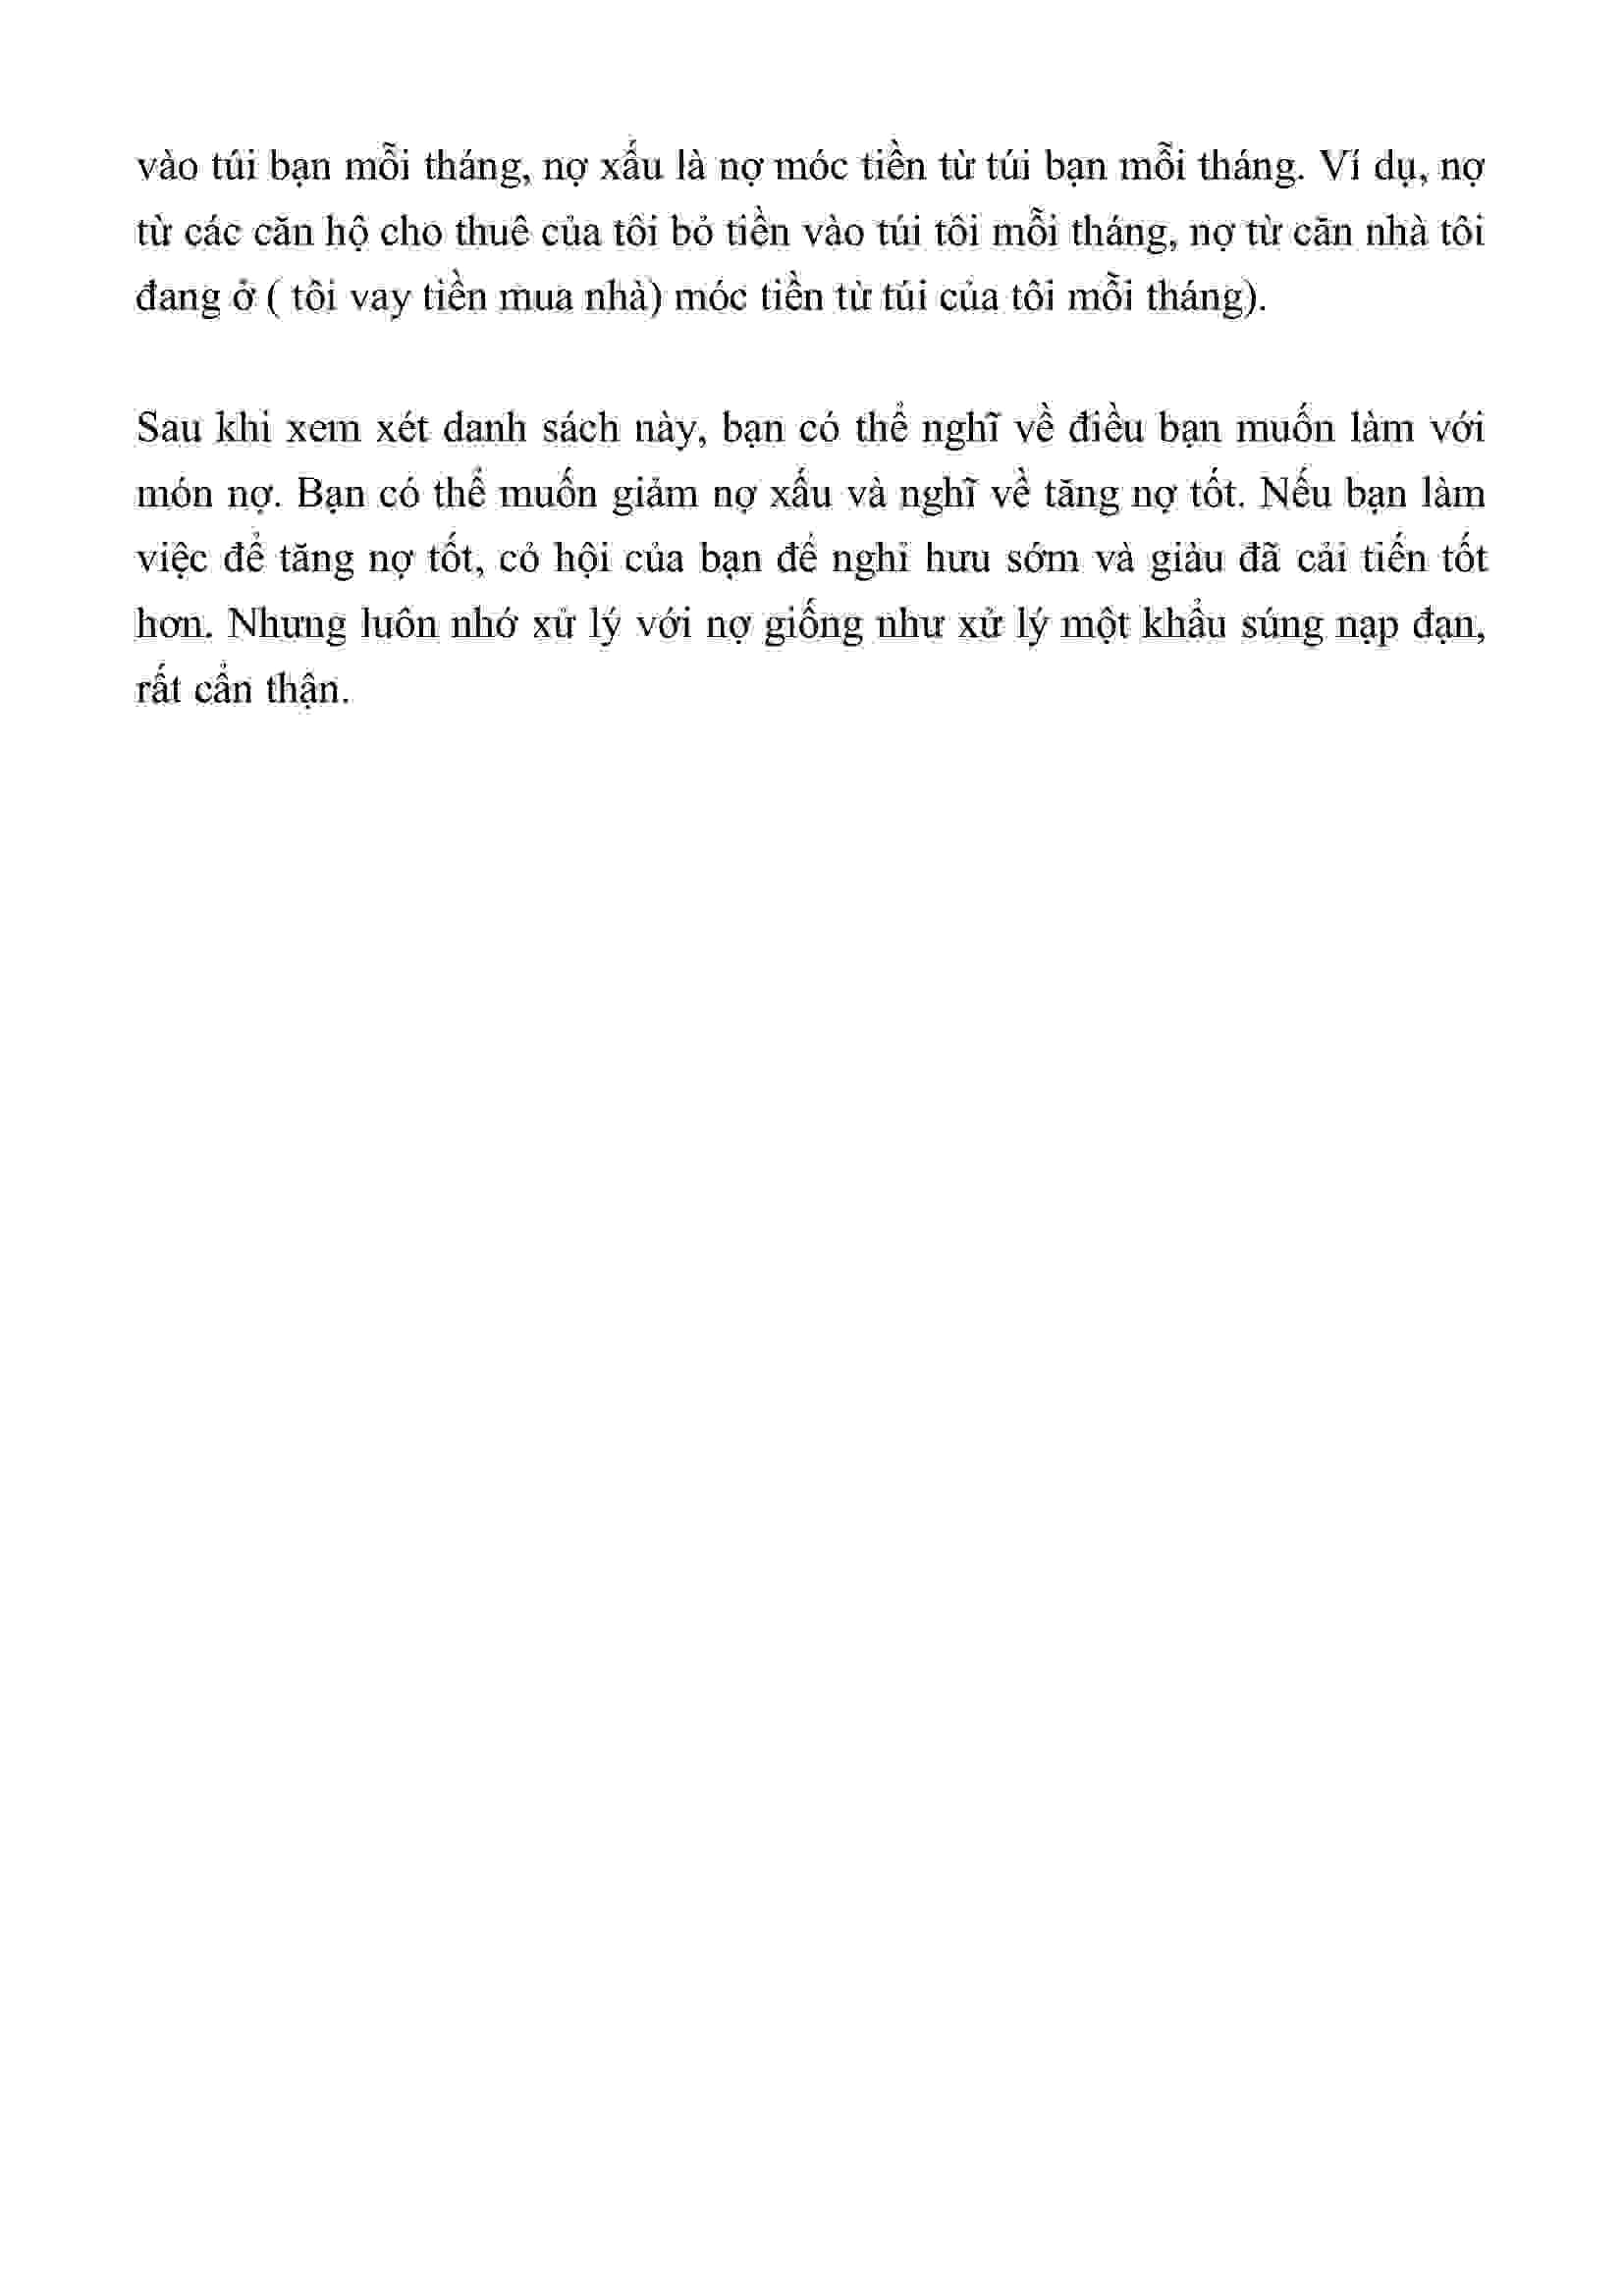 vào túi bạn mỗi tháng, nợ xấu là nợ móc tiền từ túi bạn mỗi tháng. Ví dụ, nợ
từ các căn hộ cho thuê của tôi bỏ tiền vào túi tôi mỗi tháng, nợ từ căn nhà tôi
đang ở ( tôi vay tiền mua nhà) móc tiền từ túi của tôi mỗi tháng).
Sau khi xem xét danh sách này, bạn có thể nghĩ về điều bạn muốn làm với
món nợ. Bạn có thể muốn giảm nợ xấu và nghĩ về tăng nợ tốt. Nếu bạn làm
việc để tăng nợ tốt, cỏ hội của bạn để nghỉ hưu sớm và giàu đã cải tiến tốt
hơn. Nhưng luôn nhớ xử lý với nợ giống như xử lý một khẩu súng nạp đạn,
rất cẩn thận.